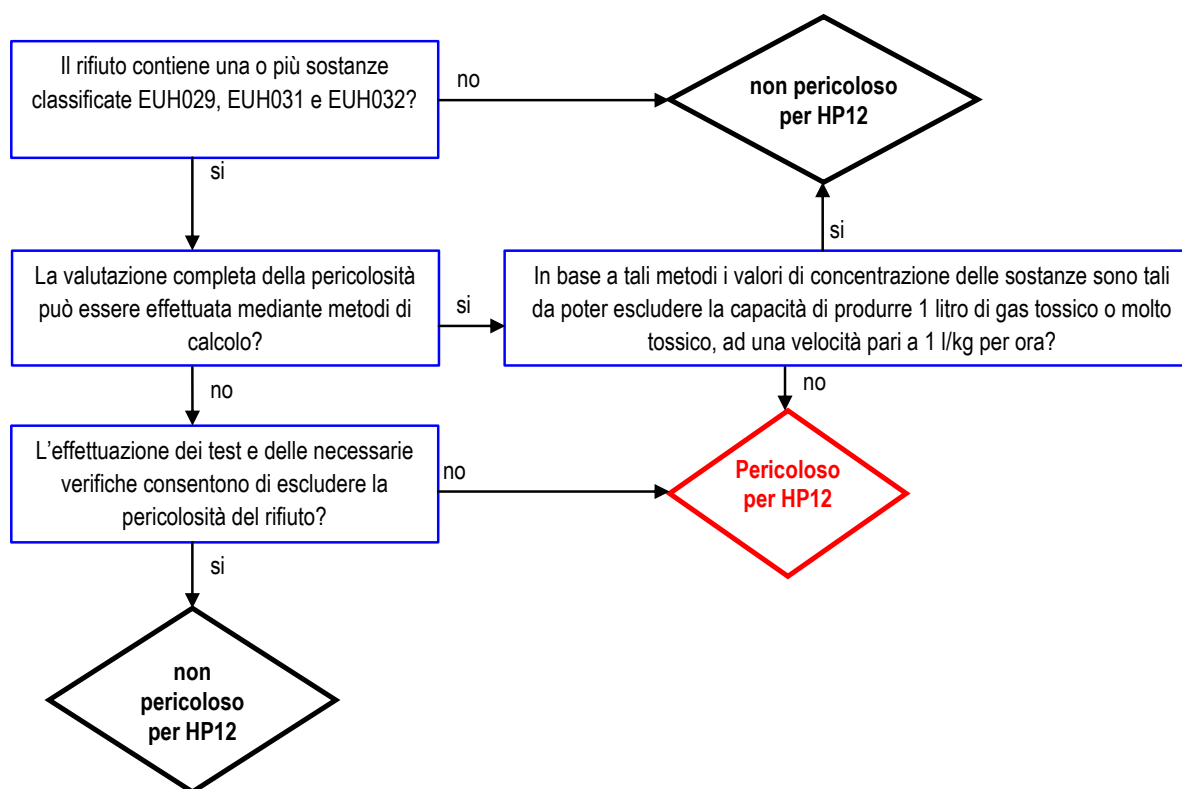 Il rifiuto contiene una o più sostanze
classificate EUH029, EUH031 e EUH032?
no
non pericoloso
per HP12
si
si
La valutazione completa della pericolosità
può essere effettuata mediante metodi di
calcolo?
si
In base a tali metodi i valori di concentrazione delle sostanze sono tali
da poter escludere la capacità di produrre 1 litro di gas tossico o molto
tossico, ad una velocità pari a 1 l/kg per ora?
no
no
L'effettuazione dei test e delle necessarie
verifiche consentono di escludere la
pericolosità del rifiuto?
no
Pericoloso
per HP12
si
non
pericoloso
per HP12